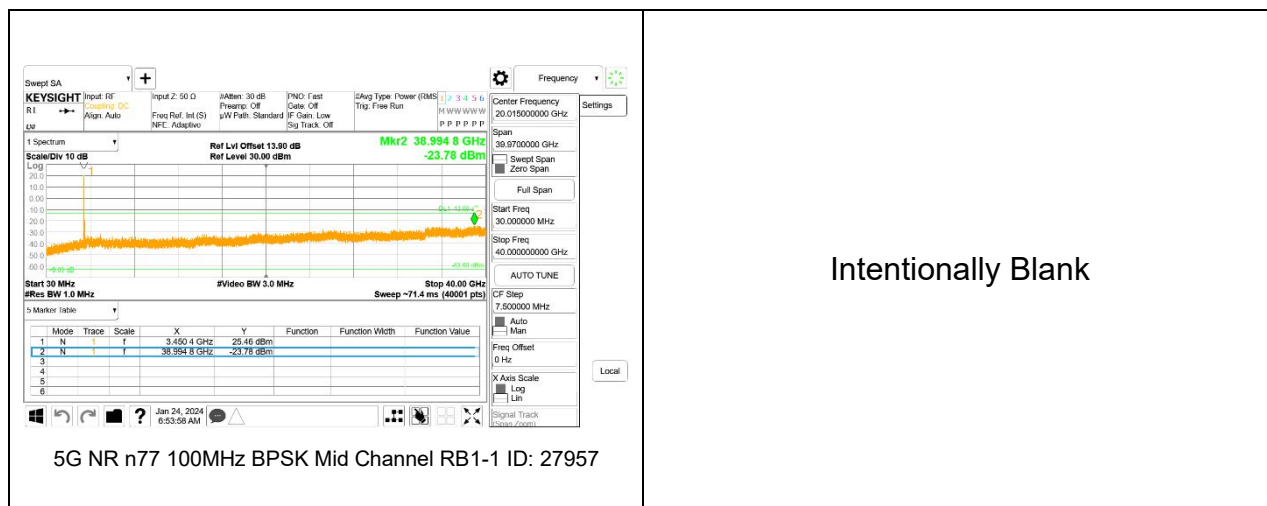 Swept SA
+
Frequency
KEYSIGHT Input: RF Input Z: 50 Ω #Atten: 30 dB PNO: Fast #Avg Type: Power (RMS 1 2 3 4 5 6
Coupling: DC Preamp: Off Gate: Off Trig: Free Run
Align: Auto Freq Ref: Int (S) µW Path: Standard IF Gain: Low M W W W W W
NFE: Adaptive Sig Track: Off P P P P P P
Center Frequency
20.015000000 GHz
Settings
1 Spectrum
Ref Lvl Offset 13.90 dB
Mkr2 38.994 8 GHz
Scale/Div 10 dB
Ref Level 30.00 dBm
-23.78 dBm
Log
1
20.0
10.0
0.00
-10.0
-20.0
-30.0
-40.0
-50.0
-60.0
2
Span
39.9700000 GHz
Swept Span
Zero Span
Full Span
Start Freq
30.000000 MHz
Stop Freq
40.000000000 GHz
AUTO TUNE
Start 30 MHz
#Video BW 3.0 MHz
Stop 40.00 GHz
#Res BW 1.0 MHz
Sweep ~71.4 ms (40001 pts)
CF Step
7.500000 MHz
Auto
Man
5 Marker Table
Mode Trace Scale X Y Function Function Width Function Value
1 N 1 f 3.450 4 GHz 25.46 dBm
2 N 1 f 38.994 8 GHz -23.78 dBm
3
4
5
6
Freq Offset
0 Hz
Local
X Axis Scale
Log
Lin
Signal Track
(Span Zoom)
?
Jan 24, 2024
6:53:58 AM
5G NR n77 100MHz BPSK Mid Channel RB1-1 ID: 27957
Intentionally Blank